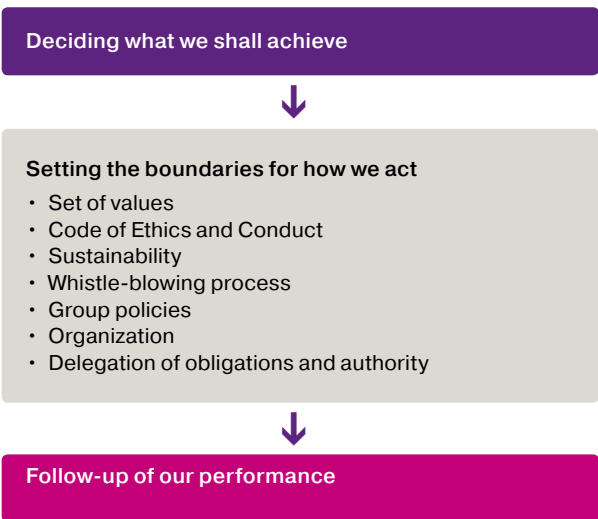 Deciding what we shall achieve
Setting the boundaries for how we act
• Set of values
• Code of Ethics and Conduct
• Sustainability
• Whistle-blowing process
• Group policies
• Organization
• Delegation of obligations and authority
Follow-up of our performance